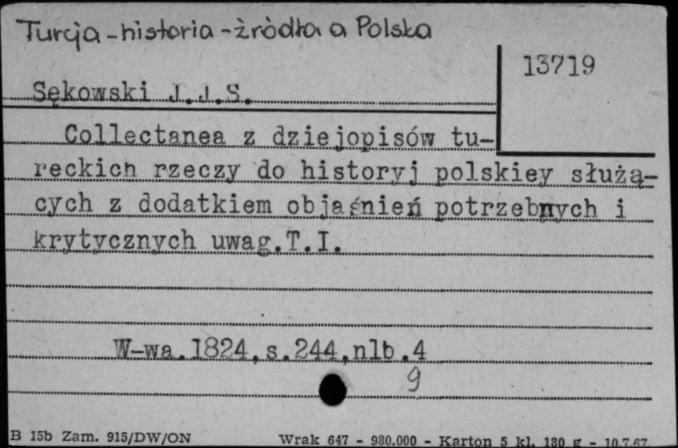 Turcja - historia - źródła a Polska
13719
Sękowski J.J.S.
Collectanea z dziejopisów tu-
reckich rzeczy do historyj polskiey służą-
cych z dodatkiem objaśnień potrzebnych i
krytycznych uwag.T.I.
W-wa.1824,s.244,nlb.4
9
B 15b Zam. 915/DW/ON
Wrak 647 - 980.000 - Karton 5 kl. 180 g - 10.7.67.